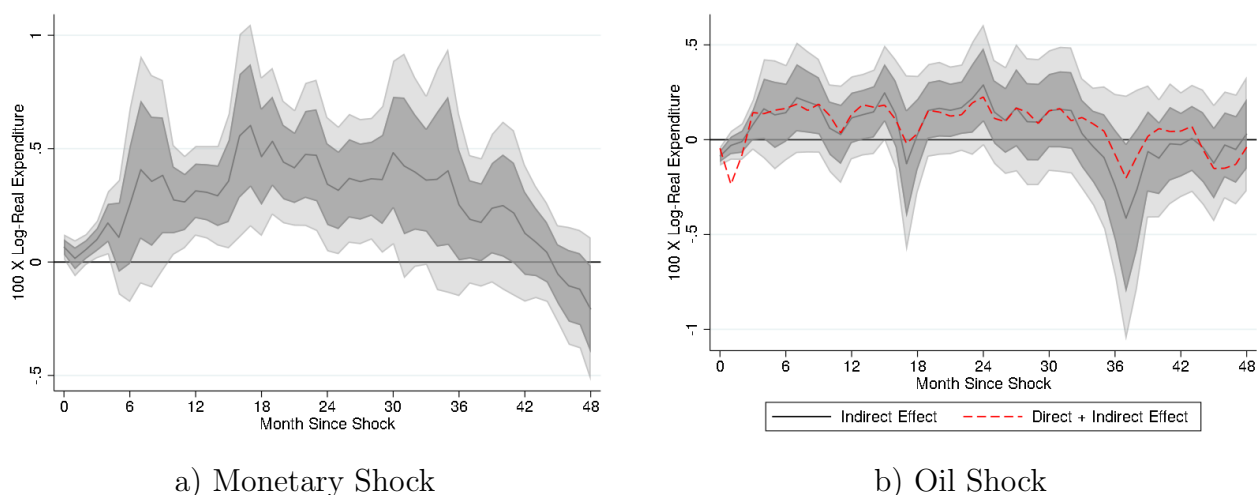 100 X Log-Real Expenditure
1
.5
0
-.5
0 6 12 18 24 30 36 42 48
Month Since Shock
a) Monetary Shock
100 X Log-Real Expenditure
.5
0
-.5
-1
0 6 12 18 24 30 36 42 48
Month Since Shock
Indirect Effect Direct + Indirect Effect
b) Oil Shock